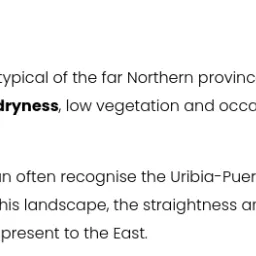 typical of the far Northern provinc
dryness, low vegetation and occa
an often recognise the Uribia-Puer
his landscape, the straightness ar
present to the East.